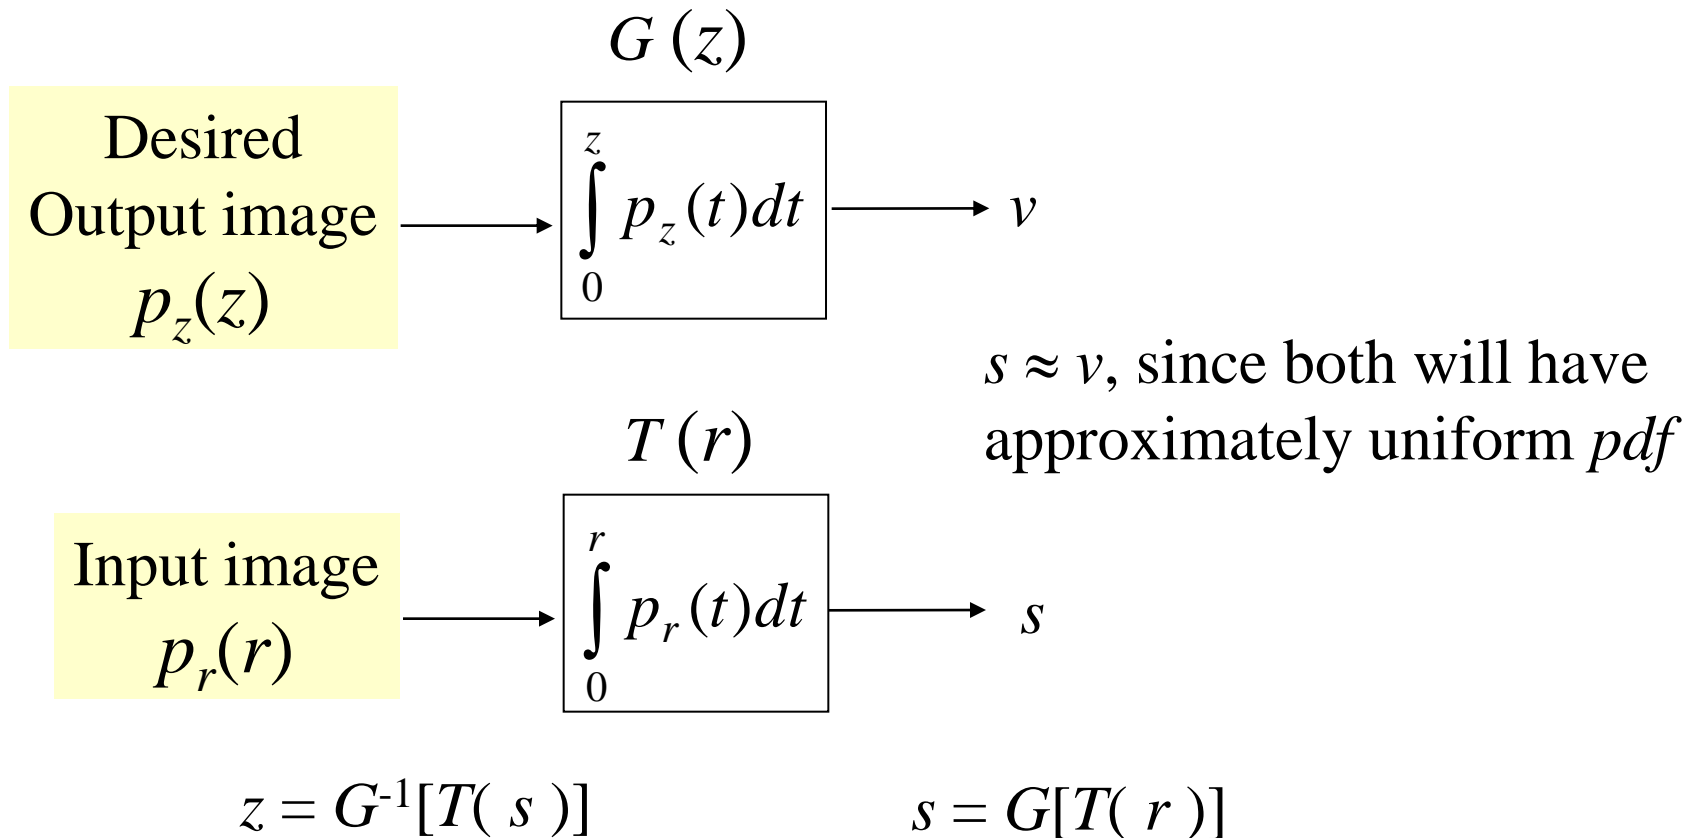 G (z)
Desired
Output image
p_z(z)
z
∫ p_z (t)dt
0
v
s ≈ v, since both will have
approximately uniform pdf
T (r)
Input image
p_r(r)
r
∫ p_r (t)dt
0
s
z = G⁻¹[T( s )]
s = G[T( r )]